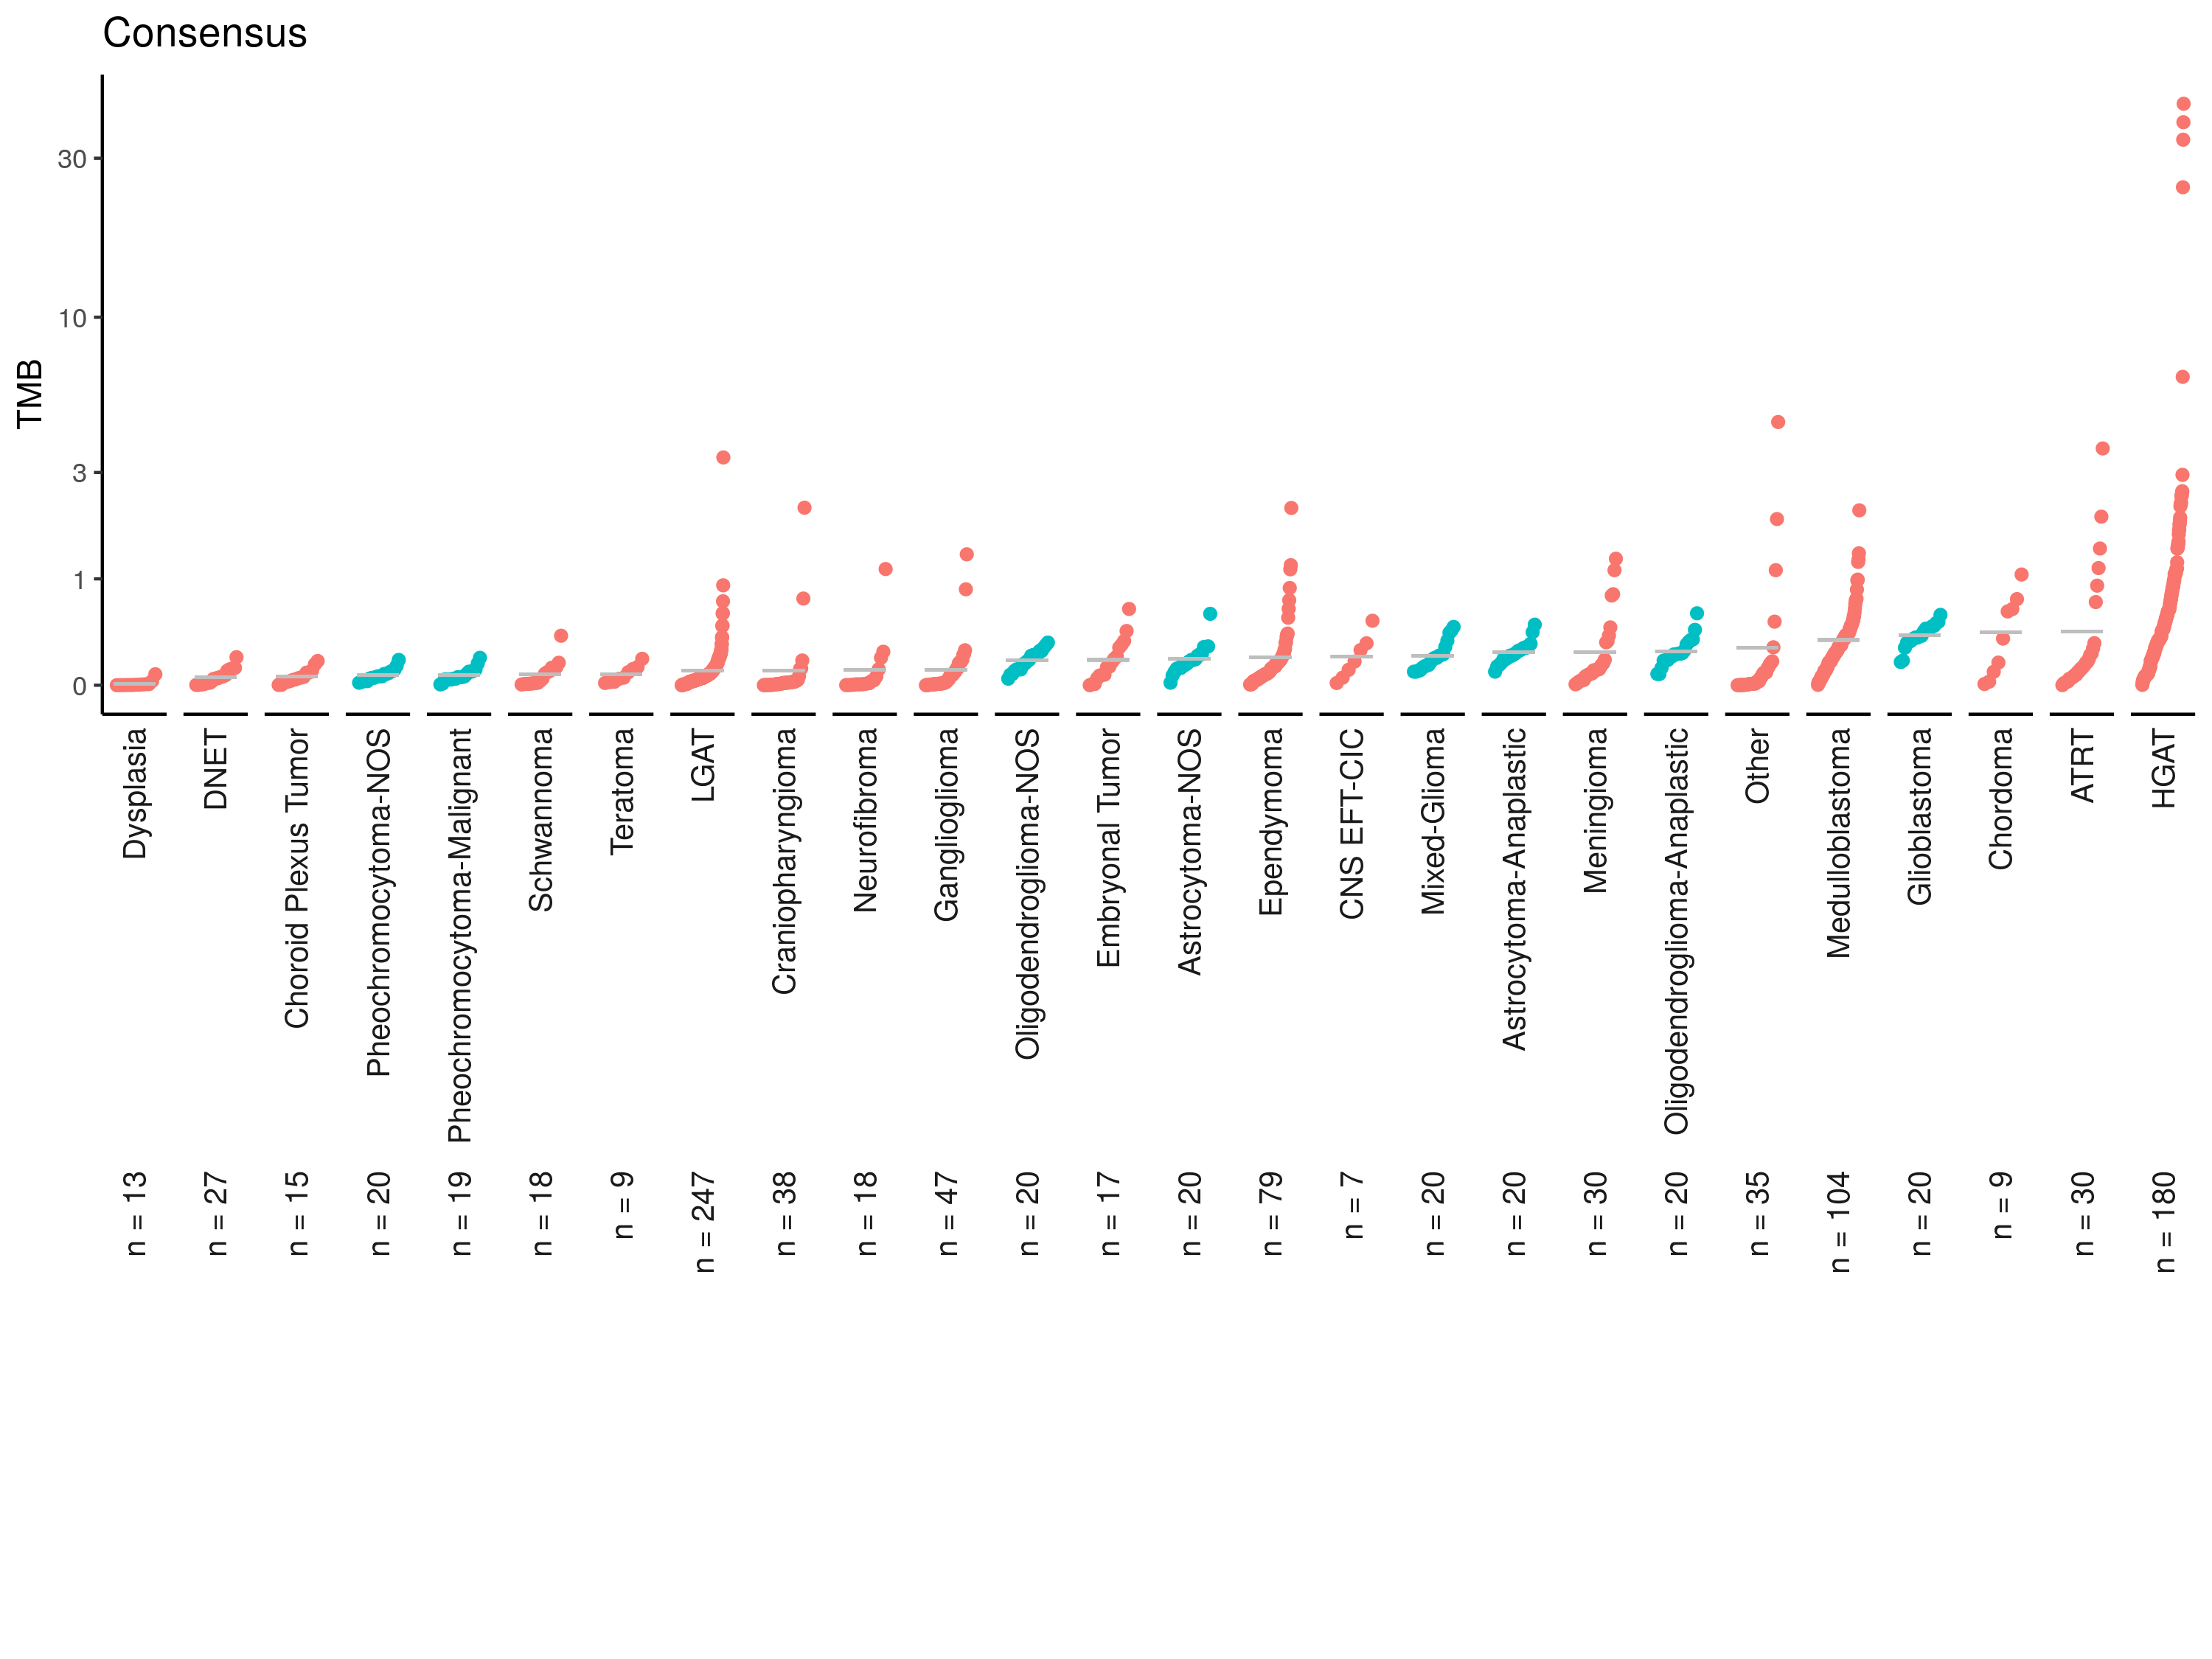 Consensus
TMB
30
10
3
1
0
Dysplasia
DNET
Choroid Plexus Tumor
Pheochromocytoma-NOS
Pheochromocytoma-Malignant
Schwannoma
Teratoma
LGAT
Craniopharyngioma
Neurofibroma
Ganglioglioma
Oligodendroglioma-NOS
Embryonal Tumor
Astrocytoma-NOS
Ependymoma
CNS EFT-CIC
Mixed-Glioma
Astrocytoma-Anaplastic
Meningioma
Oligodendroglioma-Anaplastic
Other
Medulloblastoma
Glioblastoma
Chordoma
ATRT
HGAT
n = 13
n = 27
n = 15
n = 20
n = 19
n = 18
n = 9
n = 247
n = 38
n = 18
n = 47
n = 20
n = 17
n = 20
n = 79
n = 7
n = 20
n = 20
n = 30
n = 20
n = 35
n = 104
n = 20
n = 9
n = 30
n = 180